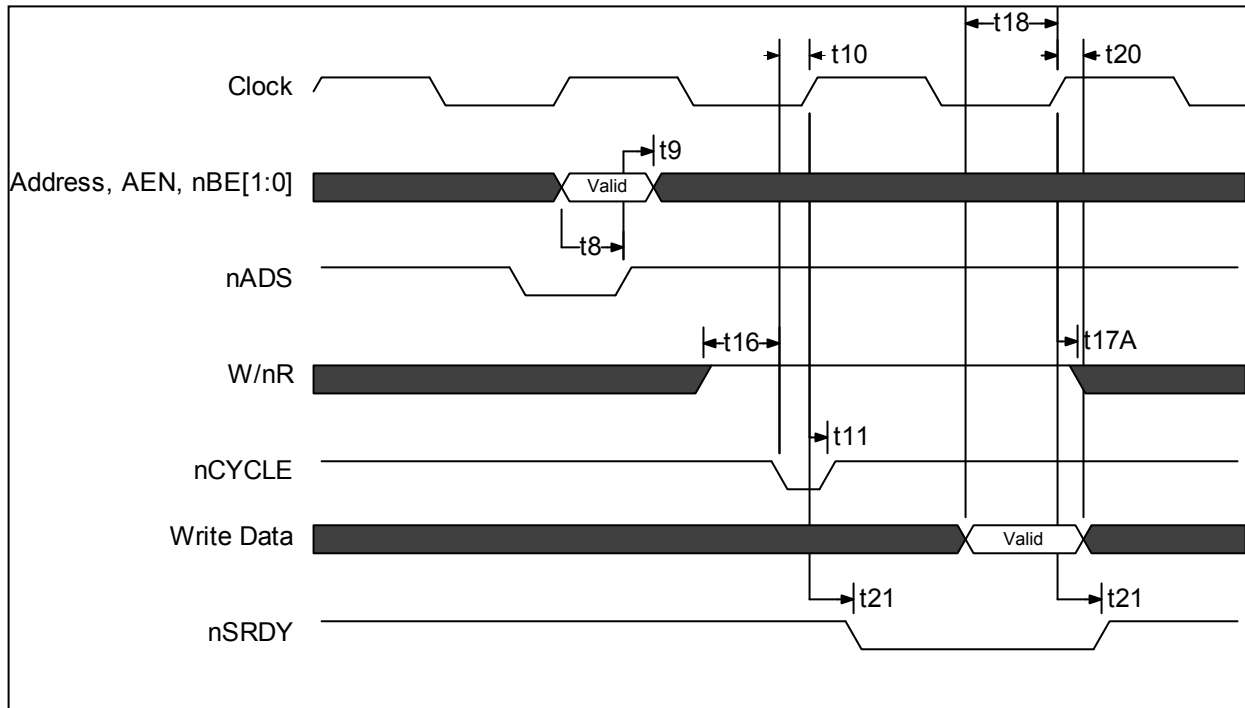 t18
t10
t20
Clock
t9
Address, AEN, nBE[1:0]
Valid
t8
nADS
t16
t17A
W/nR
t11
nCYCLE
Write Data
Valid
t21
t21
nSRDY